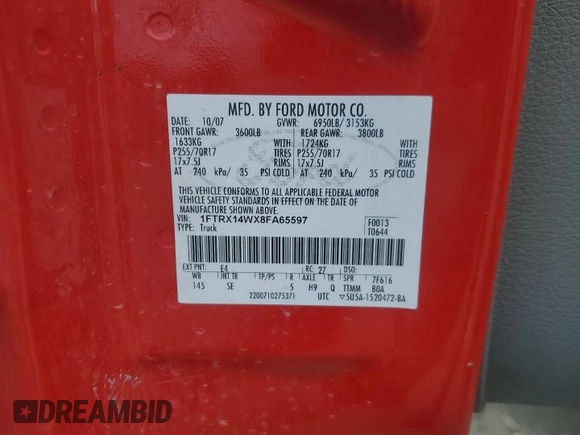 MFD. BY FORD MOTOR CO.
DATE: 10/07 GVWR: 6950LB/ 3153KG
FRONT GAWR: 3600LB REAR GAWR: 3800LB
1633KG WITH 1724KG WITH
P255/70R17 TIRES P255/70R17 TIRES
17x7.5J RIMS 17x7.5J RIMS
AT 240 kPa/ 35 PSI COLD AT 240 kPa/ 35 PSI COLD
THIS VEHICLE CONFORMS TO ALL APPLICABLE FEDERAL MOTOR
VEHICLE SAFETY STANDARDS IN EFFECT ON THE DATE OF
MANUFACTURE SHOWN ABOVE.
VIN: 1FTRX14WX8FA65597 F0013
TYPE: Truck T0644
EXT PNT: E4 RC: 27 DSO:
WB INT TR TP/PS R AXLE TR SPR 7F616
145 SE 5 H9 Q TTMM 80A
2200710275371 UTC ▽5U5A-1520472-BA
DREAMBID